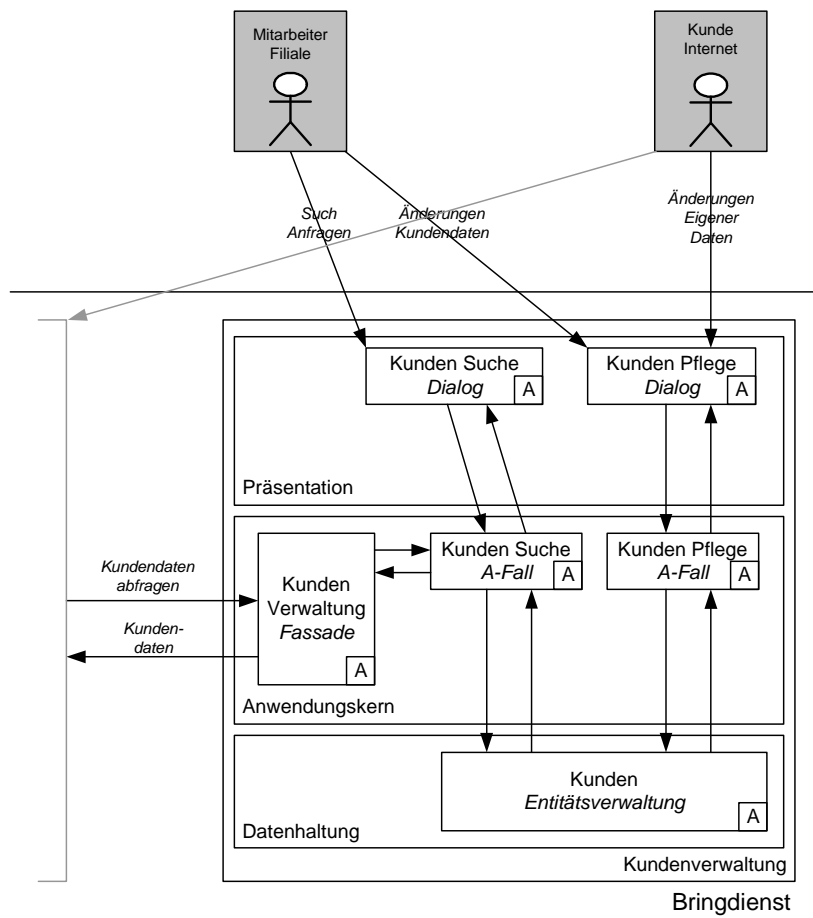 Mitarbeiter
Filiale
Kunde
Internet
Such
Anfragen
Änderungen
Kundendaten
Änderungen
Eigener
Daten
Kunden Suche
Dialog
A
Kunden Pflege
Dialog
A
Präsentation
Kundendaten
abfragen
Kunden-
daten
Kunden
Verwaltung
Fassade
A
Kunden Suche
A-Fall
A
Kunden Pflege
A-Fall
A
Anwendungskern
Kunden
Entitätsverwaltung
A
Datenhaltung
Kundenverwaltung
Bringdienst